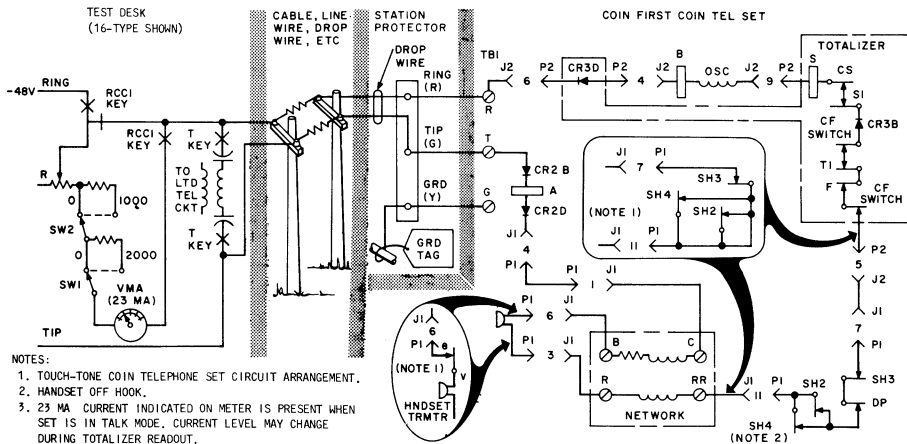 TEST DESK
(16-TYPE SHOWN)
CABLE, LINE
WIRE, DROP
WIRE, ETC
STATION
PROTECTOR
DROP
WIRE
COIN FIRST COIN TEL SET
TOTALIZER
-48V
RING
RCCI
KEY
RCCI
KEY
T
KEY
TO
LTD
TEL
CKT
T
KEY
R
0
1000
SW2
0
2000
SW1
VMA
(23 MA)
TIP
RING
(R)
TIP
(G)
GRD
(Y)
GRD
TAG
TB1
R
T
G
J2
6
P2
CR3D
P2
4
J2
B
OSC
J2
9
P2
S
CS
S1
CR3B
CF
SWITCH
T1
F
CF
SWITCH
CR2B
A
CR2D
J1
4
P1
P1
1
J1
J1
7
P1
SH3
SH4
(NOTE 1)
SH2
J1
11
P1
P2
5
J2
J1
7
P1
SH3
DP
P1
6
J1
P1
3
J1
J1
6
P1
8
(NOTE 1)
V
HNDSET
TRMTR
B
C
R
RR
NETWORK
J1
11
P1
SH2
SH4
(NOTE 2)
NOTES:
1. TOUCH-TONE COIN TELEPHONE SET CIRCUIT ARRANGEMENT.
2. HANDSET OFF HOOK.
3. 23 MA CURRENT INDICATED ON METER IS PRESENT WHEN
SET IS IN TALK MODE. CURRENT LEVEL MAY CHANGE
DURING TOTALIZER READOUT.